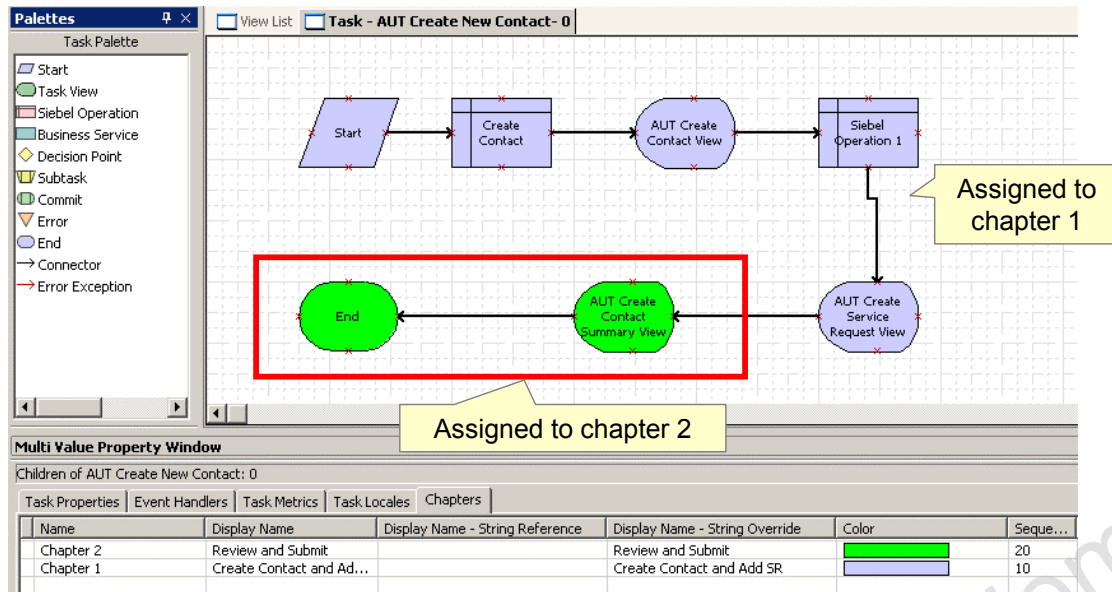 Palettes
Task Palette
Start
Task View
Siebel Operation
Business Service
Decision Point
Subtask
Commit
Error
End
Connector
Error Exception
View List
Task - AUT Create New Contact- 0
Start
Create
Contact
AUT Create
Contact View
Siebel
Operation 1
Assigned to
chapter 1
End
AUT Create
Contact
Summary View
AUT Create
Service
Request View
Assigned to chapter 2
Multi Value Property Window
Children of AUT Create New Contact: 0
Task Properties Event Handlers Task Metrics Task Locales Chapters
Name Display Name Display Name - String Reference Display Name - String Override Color Seque...
Chapter 2 Review and Submit Review and Submit 20
Chapter 1 Create Contact and Ad... Create Contact and Add SR 10